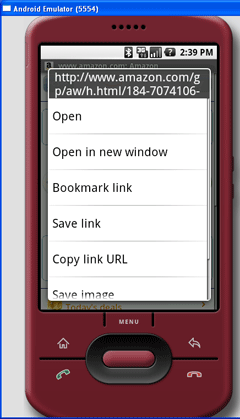 Android Emulator (5554)
3G
2:39 PM
www.amazon.com: Amazon
http://www.amazon.com/g
p/aw/h.html/184-7074106-
Open
Open in new window
Bookmark link
Save link
Copy link URL
Save image
Today's deals
MENU